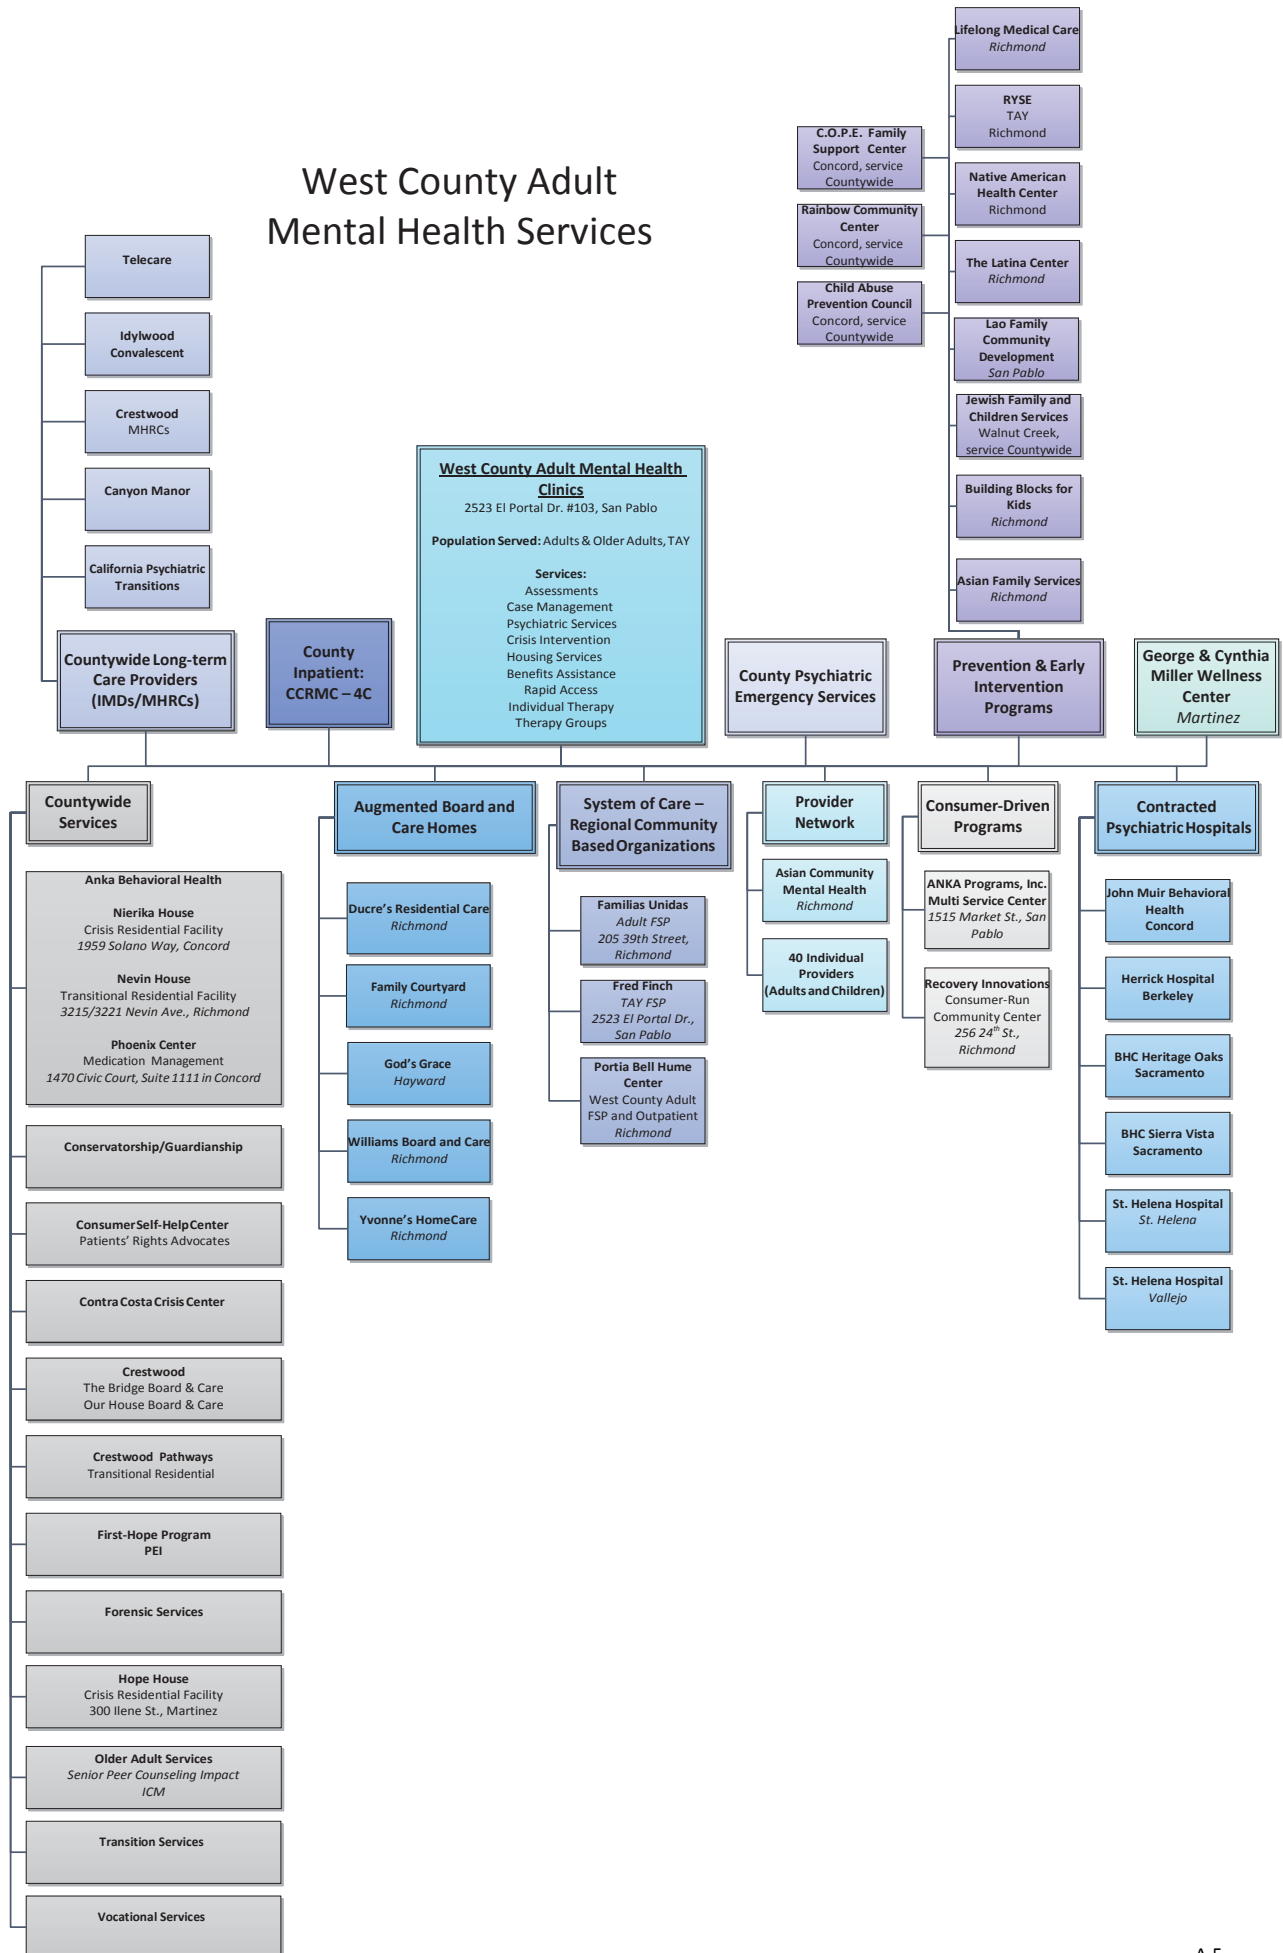 West County Adult
Mental Health Services
Lifelong Medical Care
Richmond
RYSE
TAY
Richmond
Native American
Health Center
Richmond
The Latina Center
Richmond
Lao Family
Community
Development
San Pablo
Jewish Family and
Children Services
Walnut Creek,
service Countywide
Building Blocks for
Kids
Richmond
Asian Family Services
Richmond
C.O.P.E. Family
Support Center
Concord, service
Countywide
Rainbow Community
Center
Concord, service
Countywide
Child Abuse
Prevention Council
Concord, service
Countywide
Telecare
Idylwood
Convalescent
Crestwood
MHRCs
Canyon Manor
California Psychiatric
Transitions
Countywide Long-term
Care Providers
(IMDs/MHRCs)
County
Inpatient:
CCRMC – 4C
West County Adult Mental Health
Clinics
2523 El Portal Dr. #103, San Pablo
Population Served: Adults & Older Adults, TAY
Services:
Assessments
Case Management
Psychiatric Services
Crisis Intervention
Housing Services
Benefits Assistance
Rapid Access
Individual Therapy
Therapy Groups
County Psychiatric
Emergency Services
Prevention & Early
Intervention
Programs
George & Cynthia
Miller Wellness
Center
Martinez
Countywide
Services
Anka Behavioral Health
Nierika House
Crisis Residential Facility
1959 Solano Way, Concord
Nevin House
Transitional Residential Facility
3215/3221 Nevin Ave., Richmond
Phoenix Center
Medication Management
1470 Civic Court, Suite 1111 in Concord
Conservatorship/Guardianship
Consumer Self-Help Center
Patients' Rights Advocates
Contra Costa Crisis Center
Crestwood
The Bridge Board & Care
Our House Board & Care
Crestwood Pathways
Transitional Residential
First-Hope Program
PEI
Forensic Services
Hope House
Crisis Residential Facility
300 Ilene St., Martinez
Older Adult Services
Senior Peer Counseling Impact
ICM
Transition Services
Vocational Services
Augmented Board and
Care Homes
Ducre's Residential Care
Richmond
Family Courtyard
Richmond
God's Grace
Hayward
Williams Board and Care
Richmond
Yvonne's HomeCare
Richmond
System of Care –
Regional Community
Based Organizations
Familias Unidas
Adult FSP
205 39th Street,
Richmond
Fred Finch
TAY FSP
2523 El Portal Dr.,
San Pablo
Portia Bell Hume
Center
West County Adult
FSP and Outpatient
Richmond
Provider
Network
Asian Community
Mental Health
Richmond
40 Individual
Providers
(Adults and Children)
Consumer-Driven
Programs
ANKA Programs, Inc.
Multi Service Center
1515 Market St., San
Pablo
Recovery Innovations
Consumer-Run
Community Center
256 24th St.,
Richmond
Contracted
Psychiatric Hospitals
John Muir Behavioral
Health
Concord
Herrick Hospital
Berkeley
BHC Heritage Oaks
Sacramento
BHC Sierra Vista
Sacramento
St. Helena Hospital
St. Helena
St. Helena Hospital
Vallejo